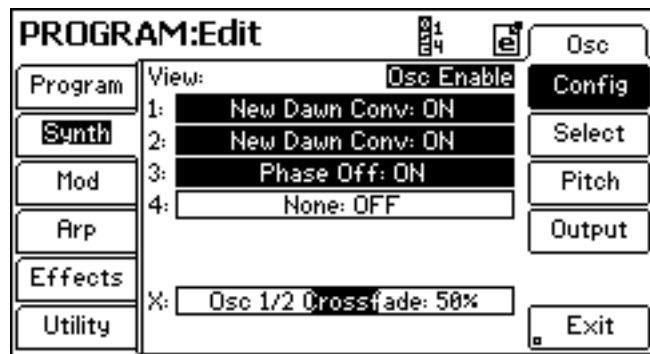 PROGRAM:Edit
1
4
e
Osc
Program
View:
Osc Enable
Config
1: New Dawn Conv: ON
Synth
2: New Dawn Conv: ON
Select
Mod
3: Phase Off: ON
Pitch
4: None: OFF
Arp
Output
Effects
X: Osc 1/2 Crossfade: 50%
Utility
Exit